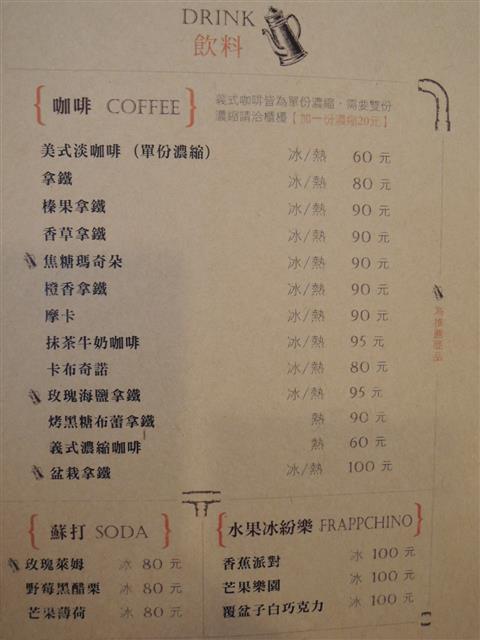 DRINK
飲料
咖啡 COFFEE
義式咖啡皆為單份濃縮，需要雙份
濃縮請洽櫃檯【加一份濃縮20元】
美式淡咖啡（單份濃縮） 冰/熱 60 元
拿鐵 冰/熱 80 元
榛果拿鐵 冰/熱 90 元
香草拿鐵 冰/熱 90 元
焦糖瑪奇朵 冰/熱 90 元
橙香拿鐵 冰/熱 90 元
摩卡 冰/熱 90 元
抹茶牛奶咖啡 冰/熱 95 元
卡布奇諾 冰/熱 80 元
玫瑰海鹽拿鐵 冰/熱 95 元
烤黑糖布蕾拿鐵 熱 90 元
義式濃縮咖啡 熱 60 元
盆栽拿鐵 冰/熱 100 元
為推薦飲品
蘇打 SODA
玫瑰萊姆 冰 80 元
野莓黑醋栗 冰 80 元
芒果薄荷 冰 80 元
水果冰紛樂 FRAPPCHINO
香蕉派對 冰 100 元
芒果樂園 冰 100 元
覆盆子白巧克力 冰 100 元